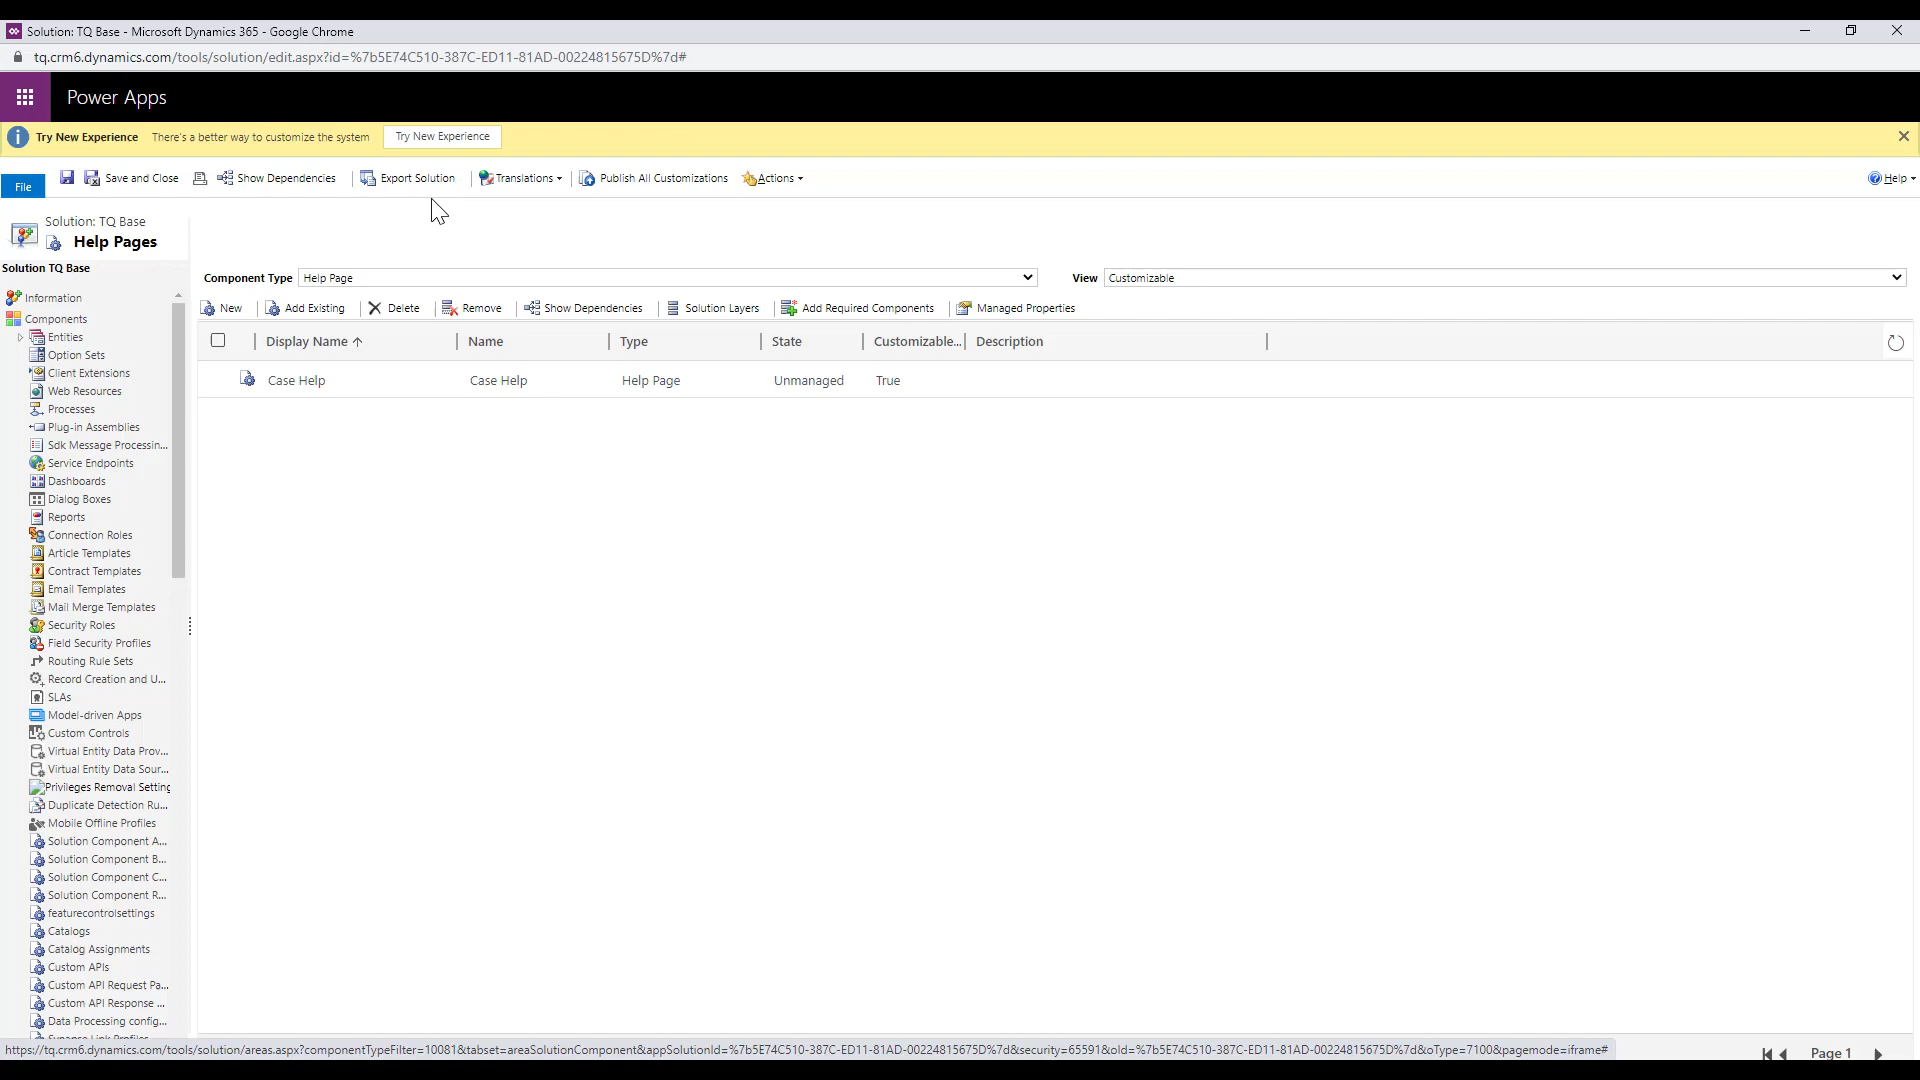 Solution: TQ Base - Microsoft Dynamics 365 - Google Chrome
tq.crm6.dynamics.com/tools/solution/edit.aspx?id=%7b5E74C510-387C-ED11-81AD-00224815675D%7d#
Power Apps
Try New Experience There's a better way to customize the system Try New Experience
File Save and Close Show Dependencies Export Solution Translations Publish All Customizations Actions Help
Solution: TQ Base
Help Pages
Solution TQ Base
Component Type Help Page View Customizable
New Add Existing Delete Remove Show Dependencies Solution Layers Add Required Components Managed Properties
Display Name Name Type State Customizable... Description
Case Help Case Help Help Page Unmanaged True
Information
Components
Entities
Option Sets
Client Extensions
Web Resources
Processes
Plug-in Assemblies
Sdk Message Processin...
Service Endpoints
Dashboards
Dialog Boxes
Reports
Connection Roles
Article Templates
Contract Templates
Email Templates
Mail Merge Templates
Security Roles
Field Security Profiles
Routing Rule Sets
Record Creation and U...
SLAs
Model-driven Apps
Custom Controls
Virtual Entity Data Prov...
Virtual Entity Data Sour...
Privileges Removal Setting
Duplicate Detection Ru...
Mobile Offline Profiles
Solution Component A...
Solution Component B...
Solution Component C...
Solution Component R...
featurecontrolsettings
Catalogs
Catalog Assignments
Custom APIs
Custom API Request Pa...
Custom API Response ...
Data Processing config...
https://tq.crm6.dynamics.com/tools/solution/areas.aspx?componentTypeFilter=10081&tabset=areaSolutionComponent&appSolutionId=%7b5E74C510-387C-ED11-81AD-00224815675D%7d&security=65591&oId=%7b5E74C510-387C-ED11-81AD-00224815675D%7d&oType=7100&pagemode=iframe#
Page 1